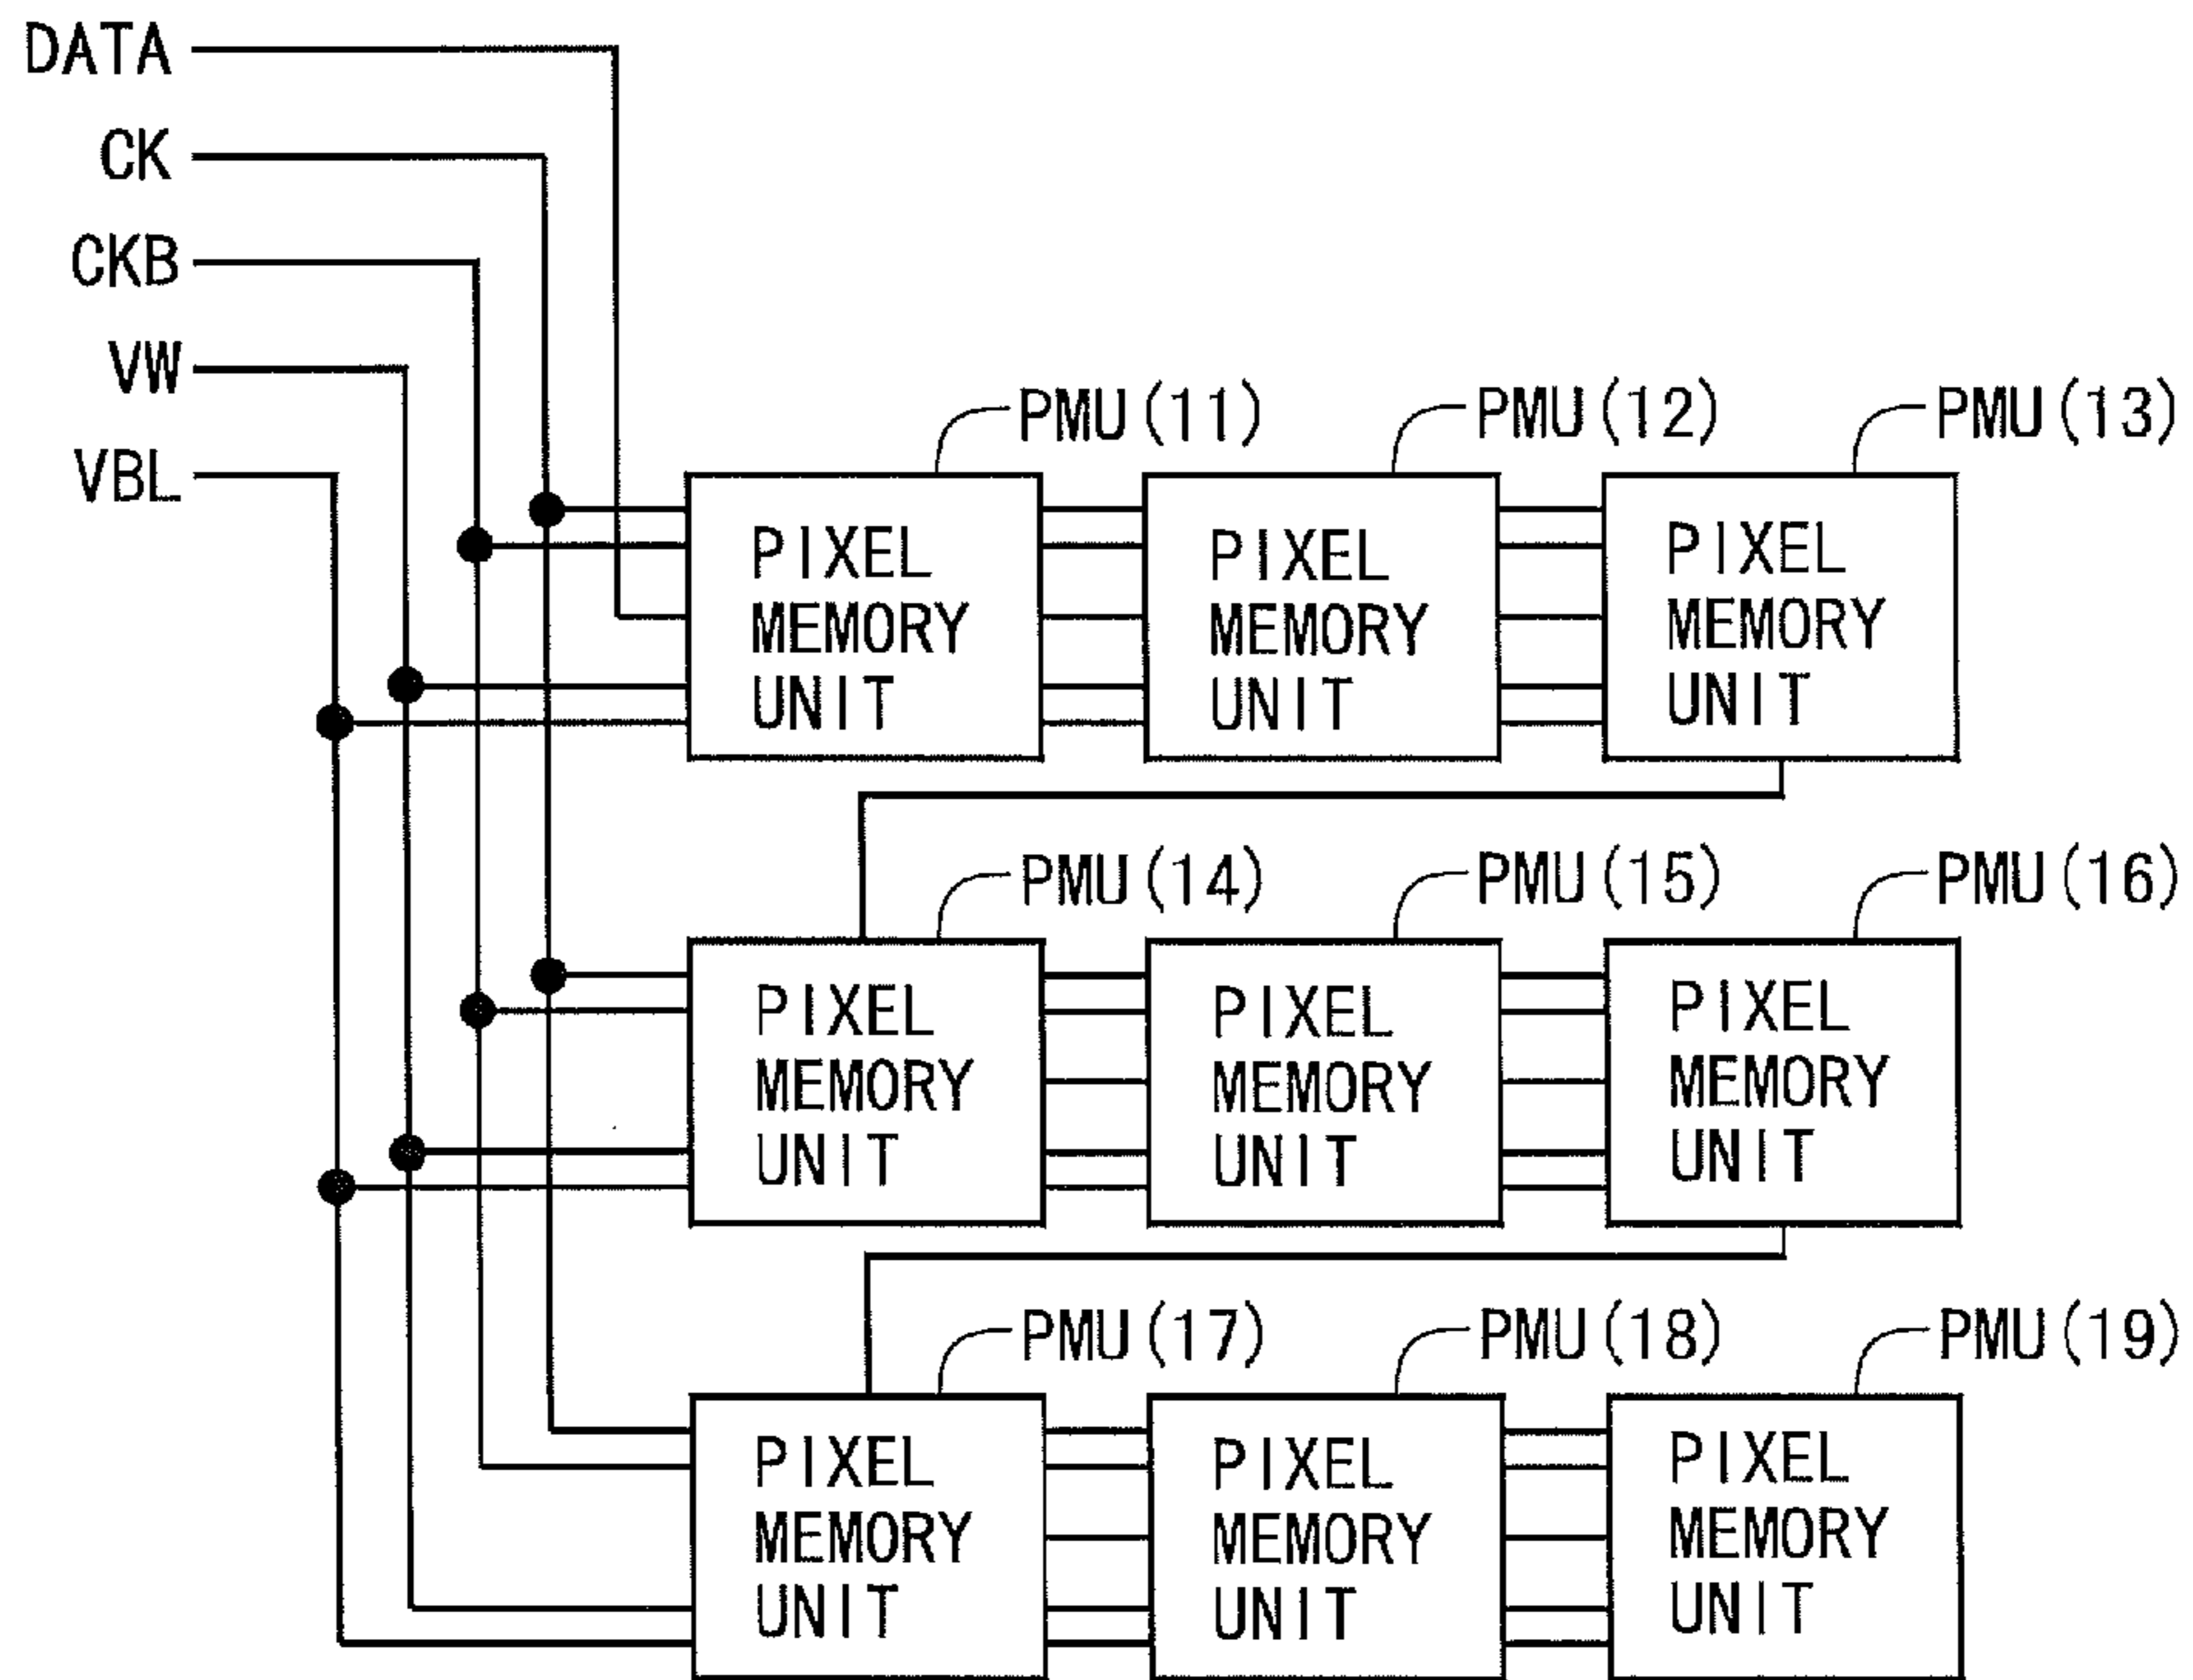 DATA
CK
CKB
VW
VBL
PMU(11) PMU(12) PMU(13)
PIXEL MEMORY UNIT
PIXEL MEMORY UNIT
PIXEL MEMORY UNIT
PMU(14) PMU(15) PMU(16)
PIXEL MEMORY UNIT
PIXEL MEMORY UNIT
PIXEL MEMORY UNIT
PMU(17) PMU(18) PMU(19)
PIXEL MEMORY UNIT
PIXEL MEMORY UNIT
PIXEL MEMORY UNIT